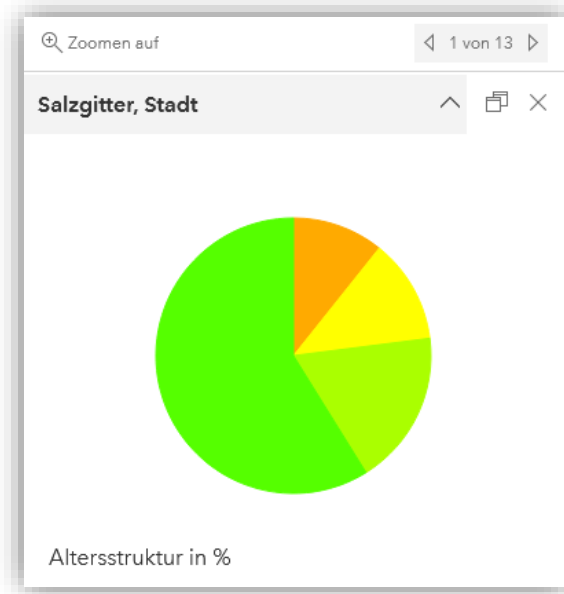 Zoomen auf
1 von 13
Salzgitter, Stadt
Altersstruktur in %